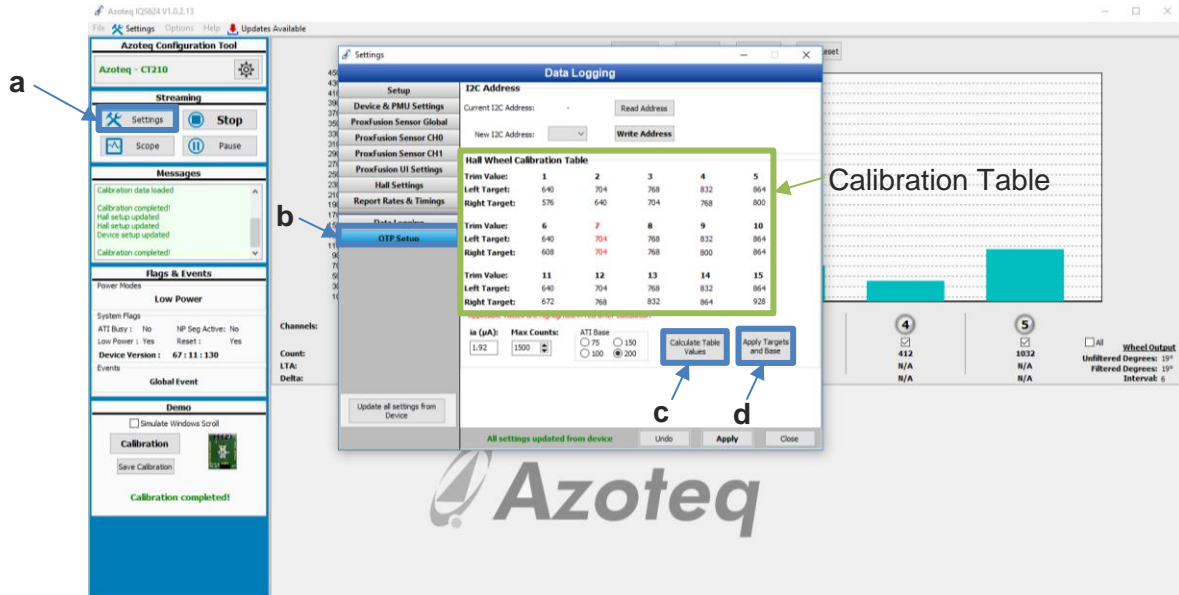 Azoteq IQS624 V1.0.2.13
File Settings Options Help Updates Available
Azoteq Configuration Tool
Azoteq - CT210
a
Streaming
Settings Stop
Scope Pause
Messages
Calibration data loaded
Calibration completed!
Hall setup updated
Hall setup updated
Device setup updated
Calibration completed!
Flags & Events
Power Modes
Low Power
System Flags
ATI Busy : No NP Seg Active: No
Low Power : Yes Reset : Yes
Device Version : 67 : 11 : 130
Events
Global Event
Demo
Simulate Windows Scroll
Calibration
Save Calibration
Calibration completed!
Settings
Data Logging
b
Setup
Device & PMU Settings
ProxFusion Sensor Global
ProxFusion Sensor CH0
ProxFusion Sensor CH1
ProxFusion UI Settings
Hall Settings
Report Rates & Timings
Data Logging
OTP Setup
Update all settings from
Device
I2C Address
Current I2C Address: - Read Address
New I2C Address: Write Address
Hall Wheel Calibration Table
Trim Value: 1 2 3 4 5
Left Target: 640 704 768 832 864
Right Target: 576 640 704 768 800
Trim Value: 6 7 8 9 10
Left Target: 640 704 768 832 864
Right Target: 608 704 768 800 864
Trim Value: 11 12 13 14 15
Left Target: 640 704 768 832 864
Right Target: 672 768 832 864 928
Calibration Table
ia (µA): Max Counts: ATI Base
1.92 1500 75 150
100 200
Calculate Table
Values
Apply Targets
and Base
c d
All settings updated from device Undo Apply Close
Channels: 4 5
All Wheel Output
Count: 412 1032 Unfiltered Degrees: 19°
LTA: N/A N/A Filtered Degrees: 19°
Delta: N/A N/A Interval: 6
Azoteq